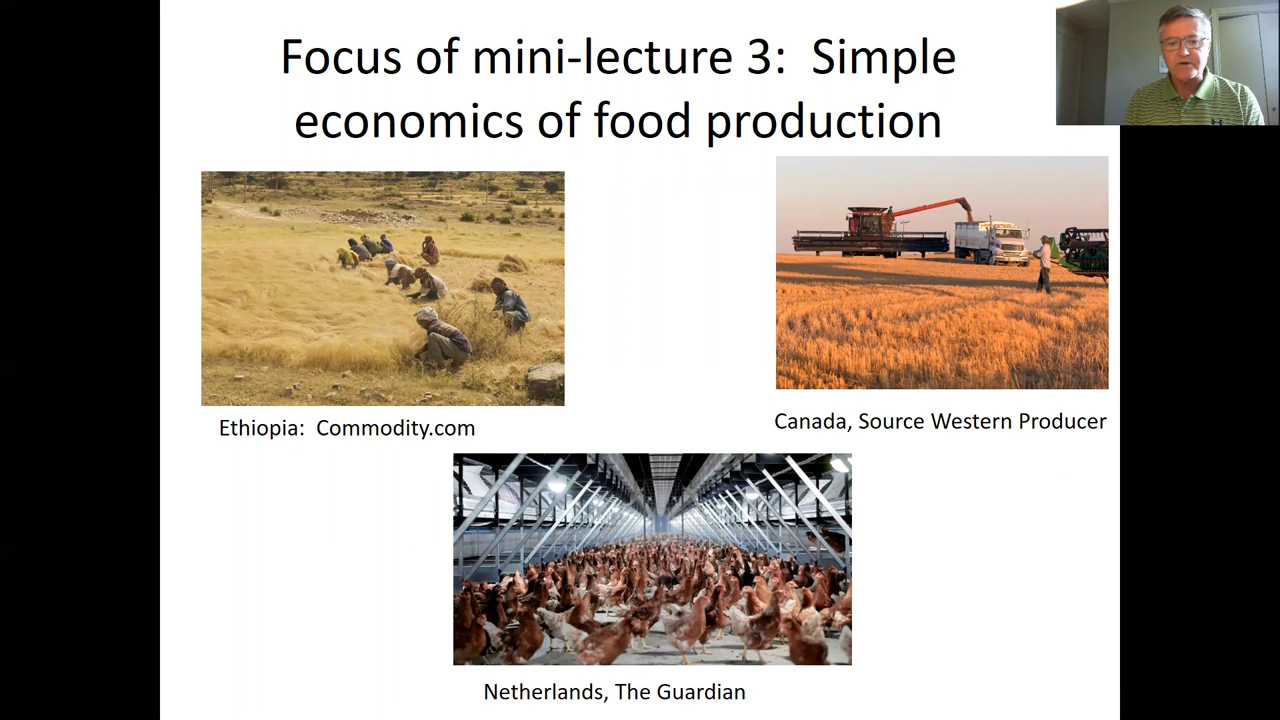 Focus of mini-lecture 3:  Simple
economics of food production
Ethiopia:  Commodity.com
Canada, Source Western Producer
Netherlands, The Guardian